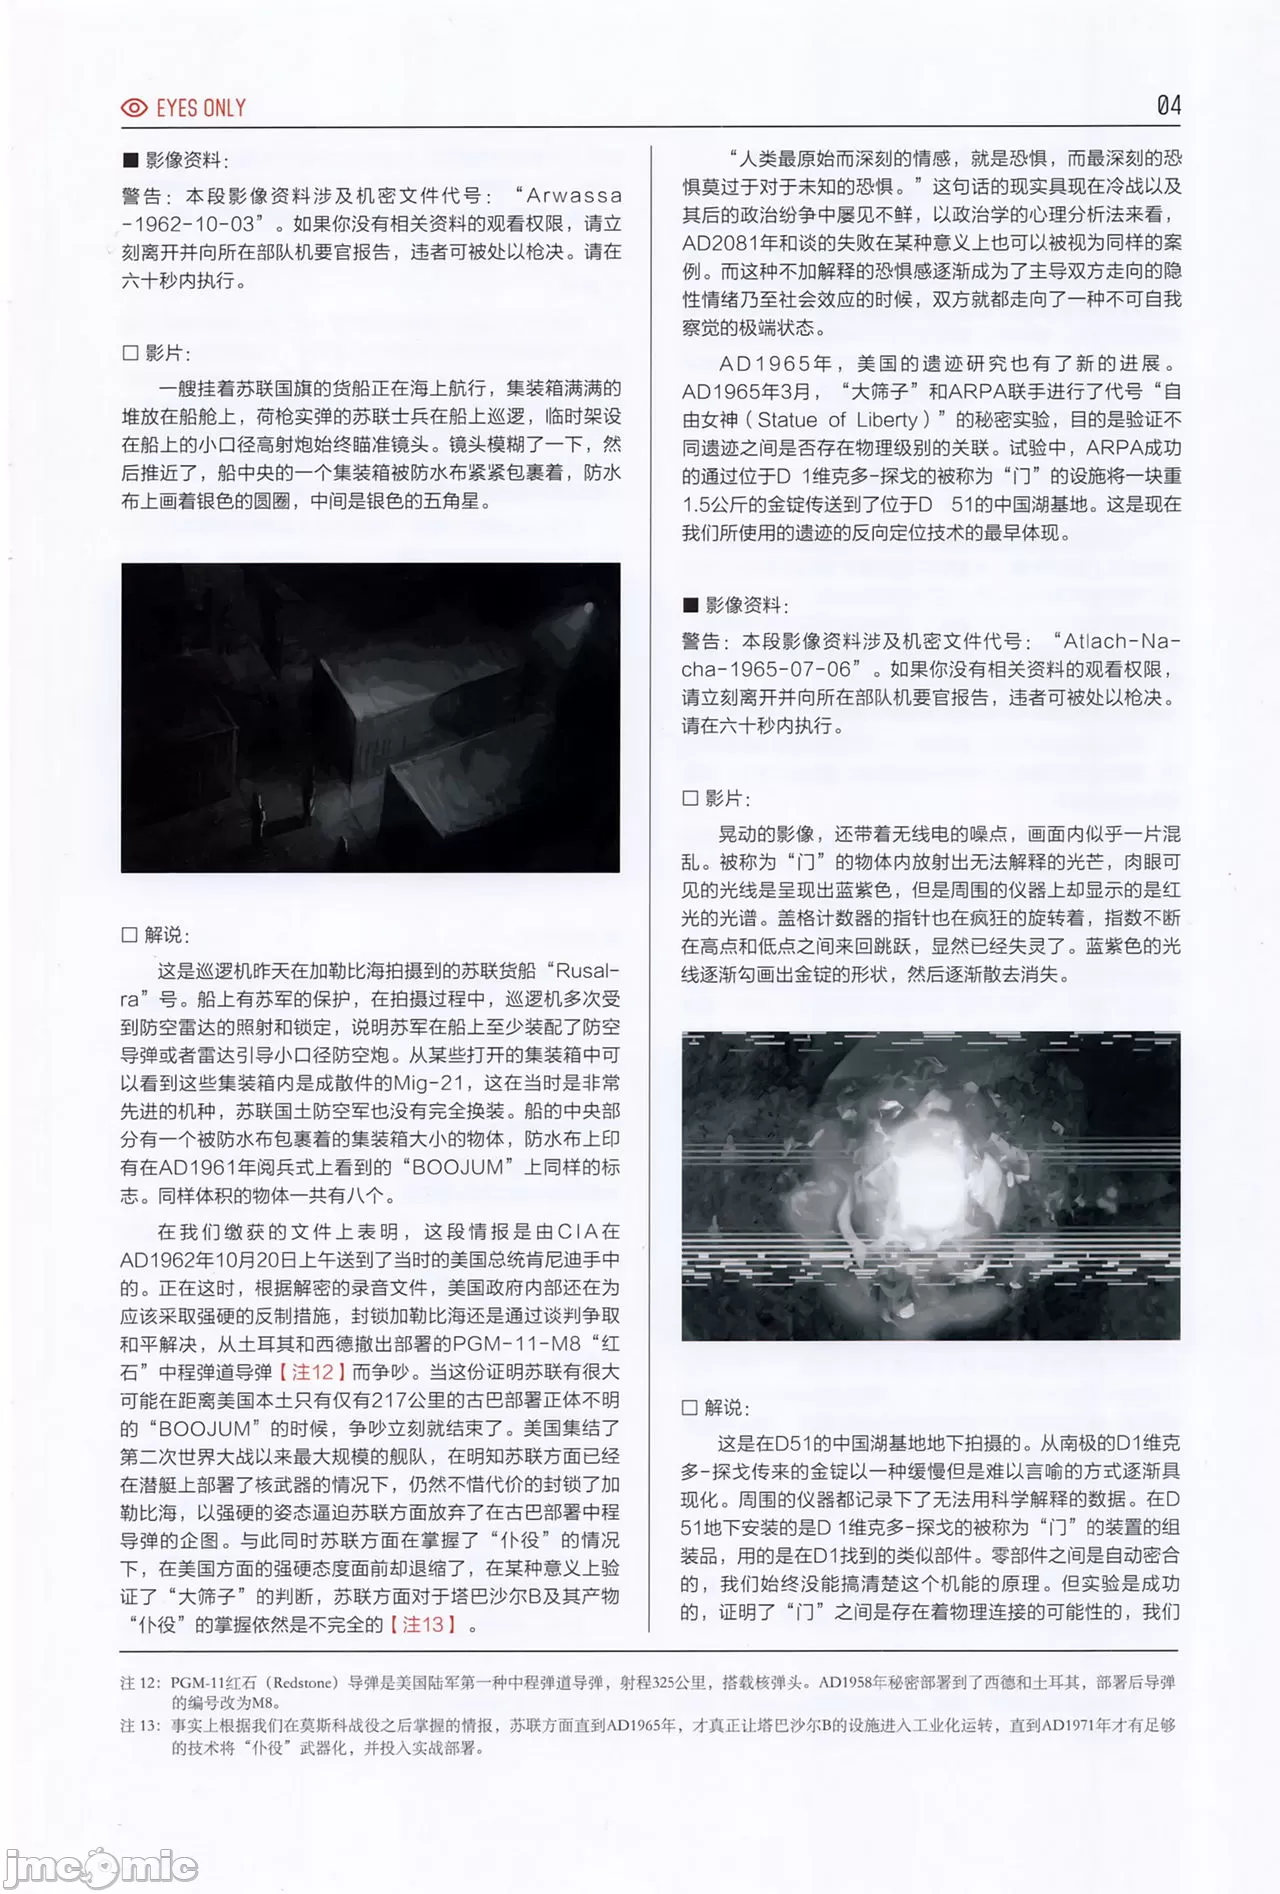 EYES ONLY
04
■ 影像资料：
警告：本段影像资料涉及机密文件代号：“Arwassa
-1962-10-03”。如果你没有相关资料的观看权限，请立
刻离开并向所在部队机要官报告，违者可被处以枪决。请在
六十秒内执行。
□ 影片：
一艘挂着苏联国旗的货船正在海上航行，集装箱满满的
堆放在船舱上，荷枪实弹的苏联士兵在船上巡逻，临时架设
在船上的小口径高射炮始终瞄准镜头。镜头模糊了一下，然
后推近了，船中央的一个集装箱被防水布紧紧包裹着，防水
布上画着银色的圆圈，中间是银色的五角星。
□ 解说：
这是巡逻机昨天在加勒比海拍摄到的苏联货船“Rusal-
ra”号。船上有苏军的保护，在拍摄过程中，巡逻机多次受
到防空雷达的照射和锁定，说明苏军在船上至少装配了防空
导弹或者雷达引导小口径防空炮。从某些打开的集装箱中可
以看到这些集装箱内是成散件的Mig-21，这在当时是非常
先进的机种，苏联国土防空军也没有完全换装。船的中央部
分有一个被防水布包裹着的集装箱大小的物体，防水布上印
有在AD1961年阅兵式上看到的“BOOJUM”上同样的标
志。同样体积的物体一共有八个。
在我们缴获的文件上表明，这段情报是由CIA在
AD1962年10月20日上午送到了当时的美国总统肯尼迪手中
的。正在这时，根据解密的录音文件，美国政府内部还在为
应该采取强硬的反制措施，封锁加勒比海还是通过谈判争取
和平解决，从土耳其和西德撤出部署的PGM-11-M8“红
石”中程弹道导弹【注12】而争吵。当这份证明苏联有很大
可能在距离美国本土只有仅有217公里的古巴部署正体不明
的“BOOJUM”的时候，争吵立刻就结束了。美国集结了
第二次世界大战以来最大规模的舰队，在明知苏联方面已经
在潜艇上部署了核武器的情况下，仍然不惜代价的封锁了加
勒比海，以强硬的姿态逼迫苏联方面放弃了在古巴部署中程
导弹的企图。与此同时苏联方面在掌握了“仆役”的情况
下，在美国方面的强硬态度面前却退缩了，在某种意义上验
证了“大筛子”的判断，苏联方面对于塔巴沙尔B及其产物
“仆役”的掌握依然是不完全的【注13】。
“人类最原始而深刻的情感，就是恐惧，而最深刻的恐
惧莫过于对于未知的恐惧。”这句话的现实具现在冷战以及
其后的政治纷争中屡见不鲜，以政治学的心理分析法来看，
AD2081年和谈的失败在某种意义上也可以被视为同样的案
例。而这种不加解释的恐惧感逐渐成为了主导双方走向的隐
性情绪乃至社会效应的时候，双方就都走向了一种不可自我
察觉的极端状态。
AD1965年，美国的遗迹研究也有了新的进展。
AD1965年3月，“大筛子”和ARPA联手进行了代号“自
由女神（Statue of Liberty）”的秘密实验，目的是验证不
同遗迹之间是否存在物理级别的关联。试验中，ARPA成功
的通过位于D 1维克多-探戈的被称为“门”的设施将一块重
1.5公斤的金锭传送到了位于D 51的中国湖基地。这是现在
我们所使用的遗迹的反向定位技术的最早体现。
■ 影像资料：
警告：本段影像资料涉及机密文件代号：“Atlach-Na-
cha-1965-07-06”。如果你没有相关资料的观看权限，
请立刻离开并向所在部队机要官报告，违者可被处以枪决。
请在六十秒内执行。
□ 影片：
晃动的影像，还带着无线电的噪点，画面内似乎一片混
乱。被称为“门”的物体内放射出无法解释的光芒，肉眼可
见的光线是呈现出蓝紫色，但是周围的仪器上却显示的是红
光的光谱。盖格计数器的指针也在疯狂的旋转着，指数不断
在高点和低点之间来回跳跃，显然已经失灵了。蓝紫色的光
线逐渐勾画出金锭的形状，然后逐渐散去消失。
□ 解说：
这是在D51的中国湖基地地下拍摄的。从南极的D1维克
多-探戈传来的金锭以一种缓慢但是难以言喻的方式逐渐具
现化。周围的仪器都记录下了无法用科学解释的数据。在D
51地下安装的是D 1维克多-探戈的被称为“门”的装置的组
装品，用的是在D1找到的类似部件。零部件之间是自动密合
的，我们始终没能搞清楚这个机能的原理。但实验是成功
的，证明了“门”之间是存在着物理连接的可能性的，我们
注 12：PGM-11红石（Redstone）导弹是美国陆军第一种中程弹道导弹，射程325公里，搭载核弹头。AD1958年秘密部署到了西德和土耳其，部署后导弹
的编号改为M8。
注 13：事实上根据我们在莫斯科战役之后掌握的情报，苏联方面直到AD1965年，才真正让塔巴沙尔B的设施进入工业化运转，直到AD1971年才有足够
的技术将“仆役”武器化，并投入实战部署。
jmcomic